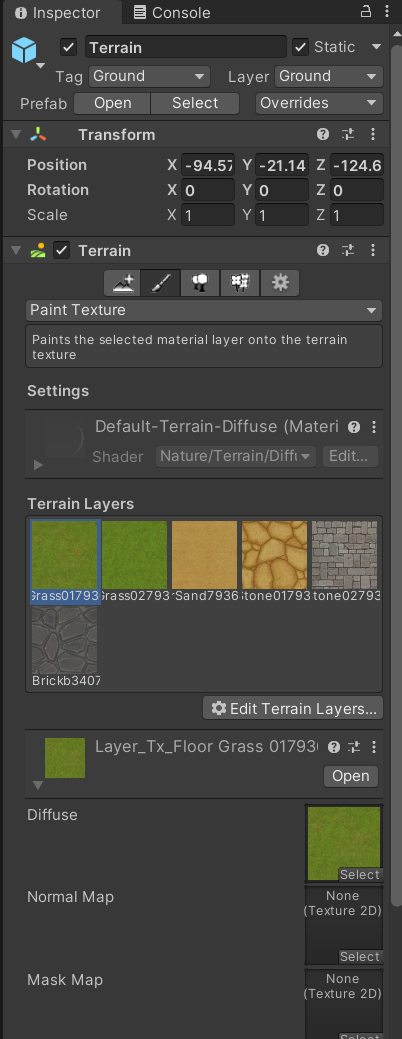 Inspector Console
Terrain Static
Tag Ground Layer Ground
Prefab Open Select Overrides
Transform
Position X -94.57 Y -21.14 Z -124.6
Rotation X 0 Y 0 Z 0
Scale X 1 Y 1 Z 1
Terrain
Paint Texture
Paints the selected material layer onto the terrain
texture
Settings
Default-Terrain-Diffuse (Materi
Shader Nature/Terrain/Diffu Edit...
Terrain Layers
Grass01793 Grass02793 rSand7936 Stone01793 tone02793
Brickb3407
Edit Terrain Layers...
Layer_Tx_Floor Grass 01793
Open
Diffuse
Select
Normal Map None
(Texture 2D)
Select
Mask Map None
(Texture 2D)
Select